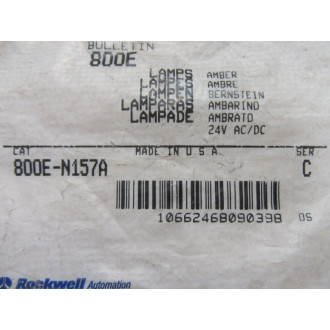 BULLETIN
800E
LAMPS AMBER
LAMPES AMBRE
LAMPEN BERNSTEIN
LAMPARAS AMBARINO
LAMPADE AMBRATO
24V AC/DC
CAT MADE IN U S A SER
800E-N157A C
10662468090398 DS
Rockwell Automation